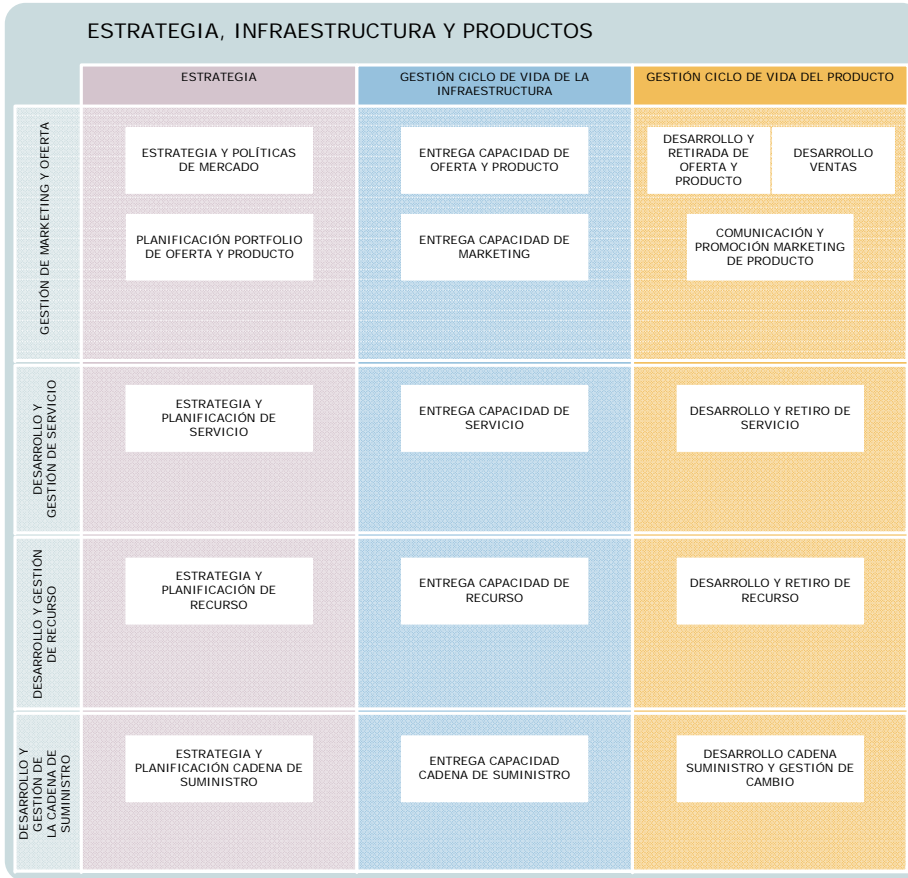 ESTRATEGIA, INFRAESTRUCTURA Y PRODUCTOS
ESTRATEGIA
GESTIÓN CICLO DE VIDA DE LA
INFRAESTRUCTURA
GESTIÓN CICLO DE VIDA DEL PRODUCTO
GESTIÓN DE MARKETING Y OFERTA
ESTRATEGIA Y POLÍTICAS
DE MERCADO
ENTREGA CAPACIDAD DE
OFERTA Y PRODUCTO
DESARROLLO Y
RETIRADA DE
OFERTA Y
PRODUCTO
DESARROLLO
VENTAS
PLANIFICACIÓN PORTFOLIO
DE OFERTA Y PRODUCTO
ENTREGA CAPACIDAD DE
MARKETING
COMUNICACIÓN Y
PROMOCIÓN MARKETING
DE PRODUCTO
DESARROLLO Y
GESTIÓN DE SERVICIO
ESTRATEGIA Y
PLANIFICACIÓN DE
SERVICIO
ENTREGA CAPACIDAD DE
SERVICIO
DESARROLLO Y RETIRO DE
SERVICIO
DESARROLLO Y GESTIÓN
DE RECURSO
ESTRATEGIA Y
PLANIFICACIÓN DE
RECURSO
ENTREGA CAPACIDAD DE
RECURSO
DESARROLLO Y RETIRO DE
RECURSO
DESARROLLO Y
GESTIÓN DE
LA CADENA DE
SUMINISTRO
ESTRATEGIA Y
PLANIFICACIÓN CADENA DE
SUMINISTRO
ENTREGA CAPACIDAD
CADENA DE SUMINISTRO
DESARROLLO CADENA
SUMINISTRO Y GESTIÓN DE
CAMBIO